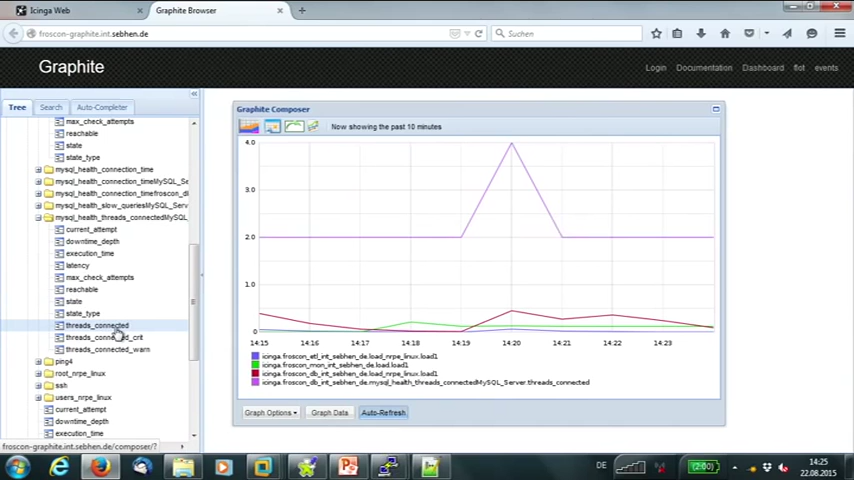 Icinga Web
Graphite Browser
froscon-graphite.int.sebhen.de
Suchen
Graphite
Login Documentation Dashboard flot events
Tree Search Auto-Completer
max_check_attempts
reachable
state
state_type
mysql_health_connection_time
mysql_health_connection_timeMySQL_Se
mysql_health_connection_timefroscon_d
mysql_health_slow_queriesMySQL_Serv
mysql_health_threads_connectedMySQL_
current_attempt
downtime_depth
execution_time
latency
max_check_attempts
reachable
state
state_type
threads_connected
threads_connected_crit
threads_connected_warn
ping4
root_nrpe_linux
ssh
users_nrpe_linux
current_attempt
downtime_depth
execution_time
froscon-graphite.int.sebhen.de/composer/?
Graphite Composer
Now showing the past 10 minutes
4.0
3.0
2.0
1.0
0
14:15 14:16 14:17 14:18 14:19 14:20 14:21 14:22 14:23
icinga.froscon_etl_int_sebhen_de.load_nrpe_linux.load1
icinga.froscon_mon_int_sebhen_de.load.load1
icinga.froscon_db_int_sebhen_de.load_nrpe_linux.load1
icinga.froscon_db_int_sebhen_de.mysql_health_threads_connectedMySQL_Server.threads_connected
Graph Options Graph Data Auto-Refresh
DE
(2:00)
14:25
22.08.2015